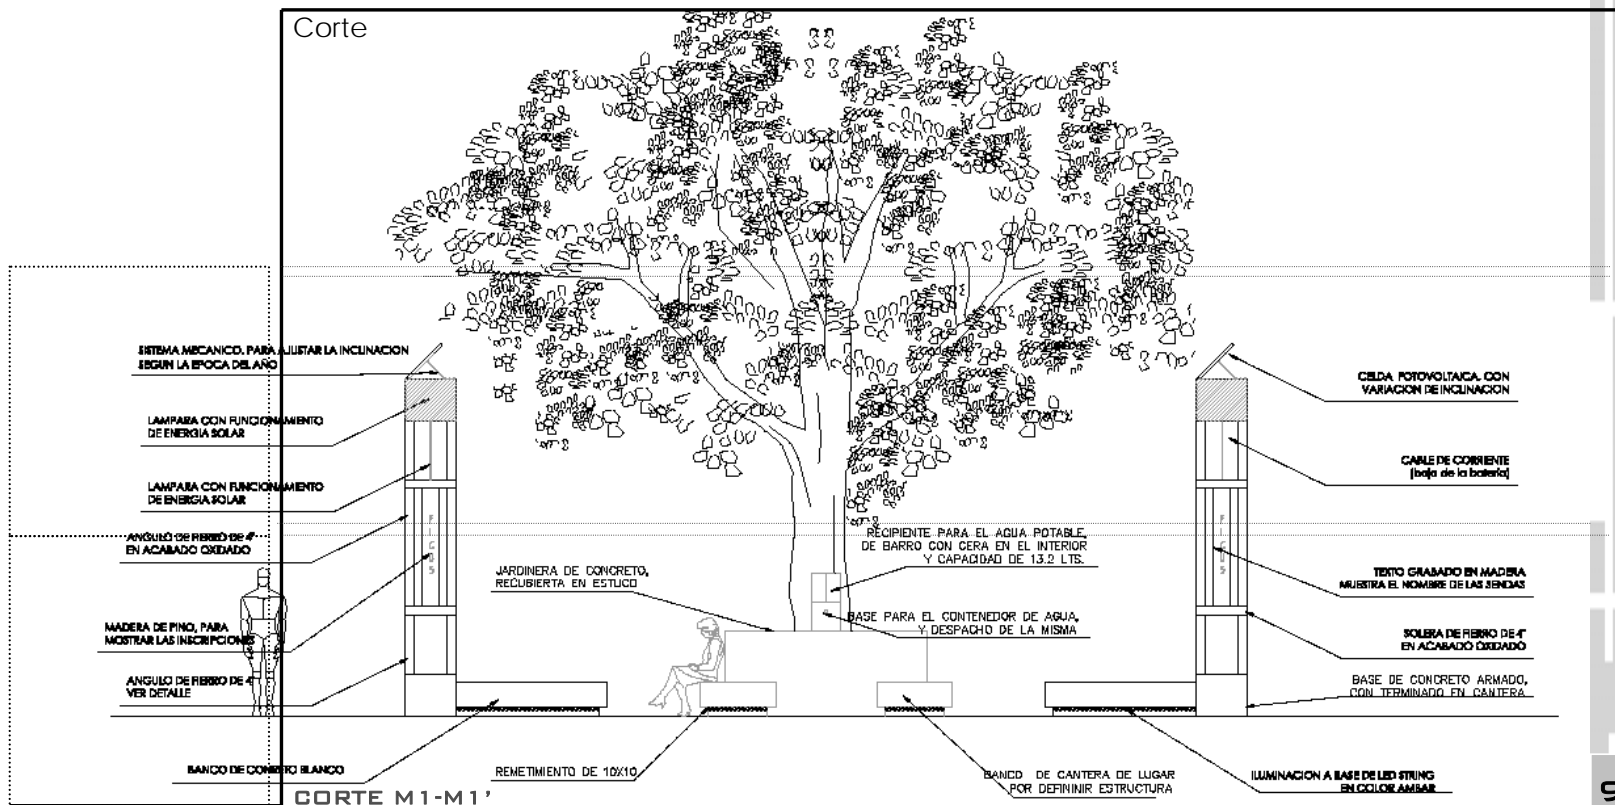 Corte
SISTEMA MECANICO. PARA AJUSTAR LA INCLINACION
SEGUN LA EPOCA DEL AÑO
LAMPARA CON FUNCIONAMIENTO
DE ENERGIA SOLAR
LAMPARA CON FUNCIONAMIENTO
DE ENERGIA SOLAR
ANGULO DE FIERRO DE 4"
EN ACABADO OXIDADO
MADERA DE PINO, PARA
MOSTRAR LAS INSCRIPCIONES
ANGULO DE FIERRO DE 4"
VER DETALLE
FICUS
JARDINERA DE CONCRETO,
RECUBIERTA EN ESTUCO
RECIPIENTE PARA EL AGUA POTABLE,
DE BARRO CON CERA EN EL INTERIOR
Y CAPACIDAD DE 13.2 LTS.
BASE PARA EL CONTENEDOR DE AGUA,
Y DESPACHO DE LA MISMA
FICUS
CELDA FOTOVOLTAICA. CON
VARIACION DE INCLINACION
CABLE DE CORRIENTE
(baja de la bateria)
TEXTO GRABADO EN MADERA
MUESTRA EL NOMBRE DE LAS SENDAS
SOLERA DE FIERRO DE 4"
EN ACABADO OXIDADO
BASE DE CONCRETO ARMADO,
CON TERMINADO EN CANTERA
BANCO DE CONRETO BLANCO
REMETIMIENTO DE 10X10
BANCO DE CANTERA DE LUGAR
POR DEFININIR ESTRUCTURA
ILUMINACION A BASE DE LED STRING
EN COLOR AMBAR
CORTE M1-M1'
9